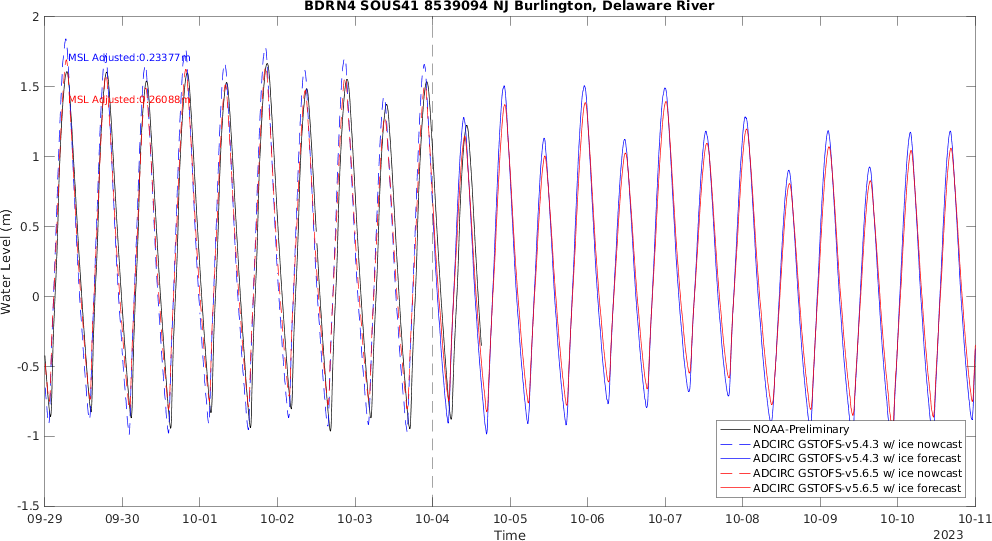 BDRN4 SOUS41 8539094 NJ Burlington, Delaware River
2
1.5
1
0.5
0
-0.5
-1
-1.5
Water Level (m)
MSL Adjusted:0.23377m
MSL Adjusted:0.26088m
NOAA-Preliminary
ADCIRC GSTOFS-v5.4.3 w/ ice nowcast
ADCIRC GSTOFS-v5.4.3 w/ ice forecast
ADCIRC GSTOFS-v5.6.5 w/ ice nowcast
ADCIRC GSTOFS-v5.6.5 w/ ice forecast
09-29 09-30 10-01 10-02 10-03 10-04 10-05 10-06 10-07 10-08 10-09 10-10 10-11
Time
2023